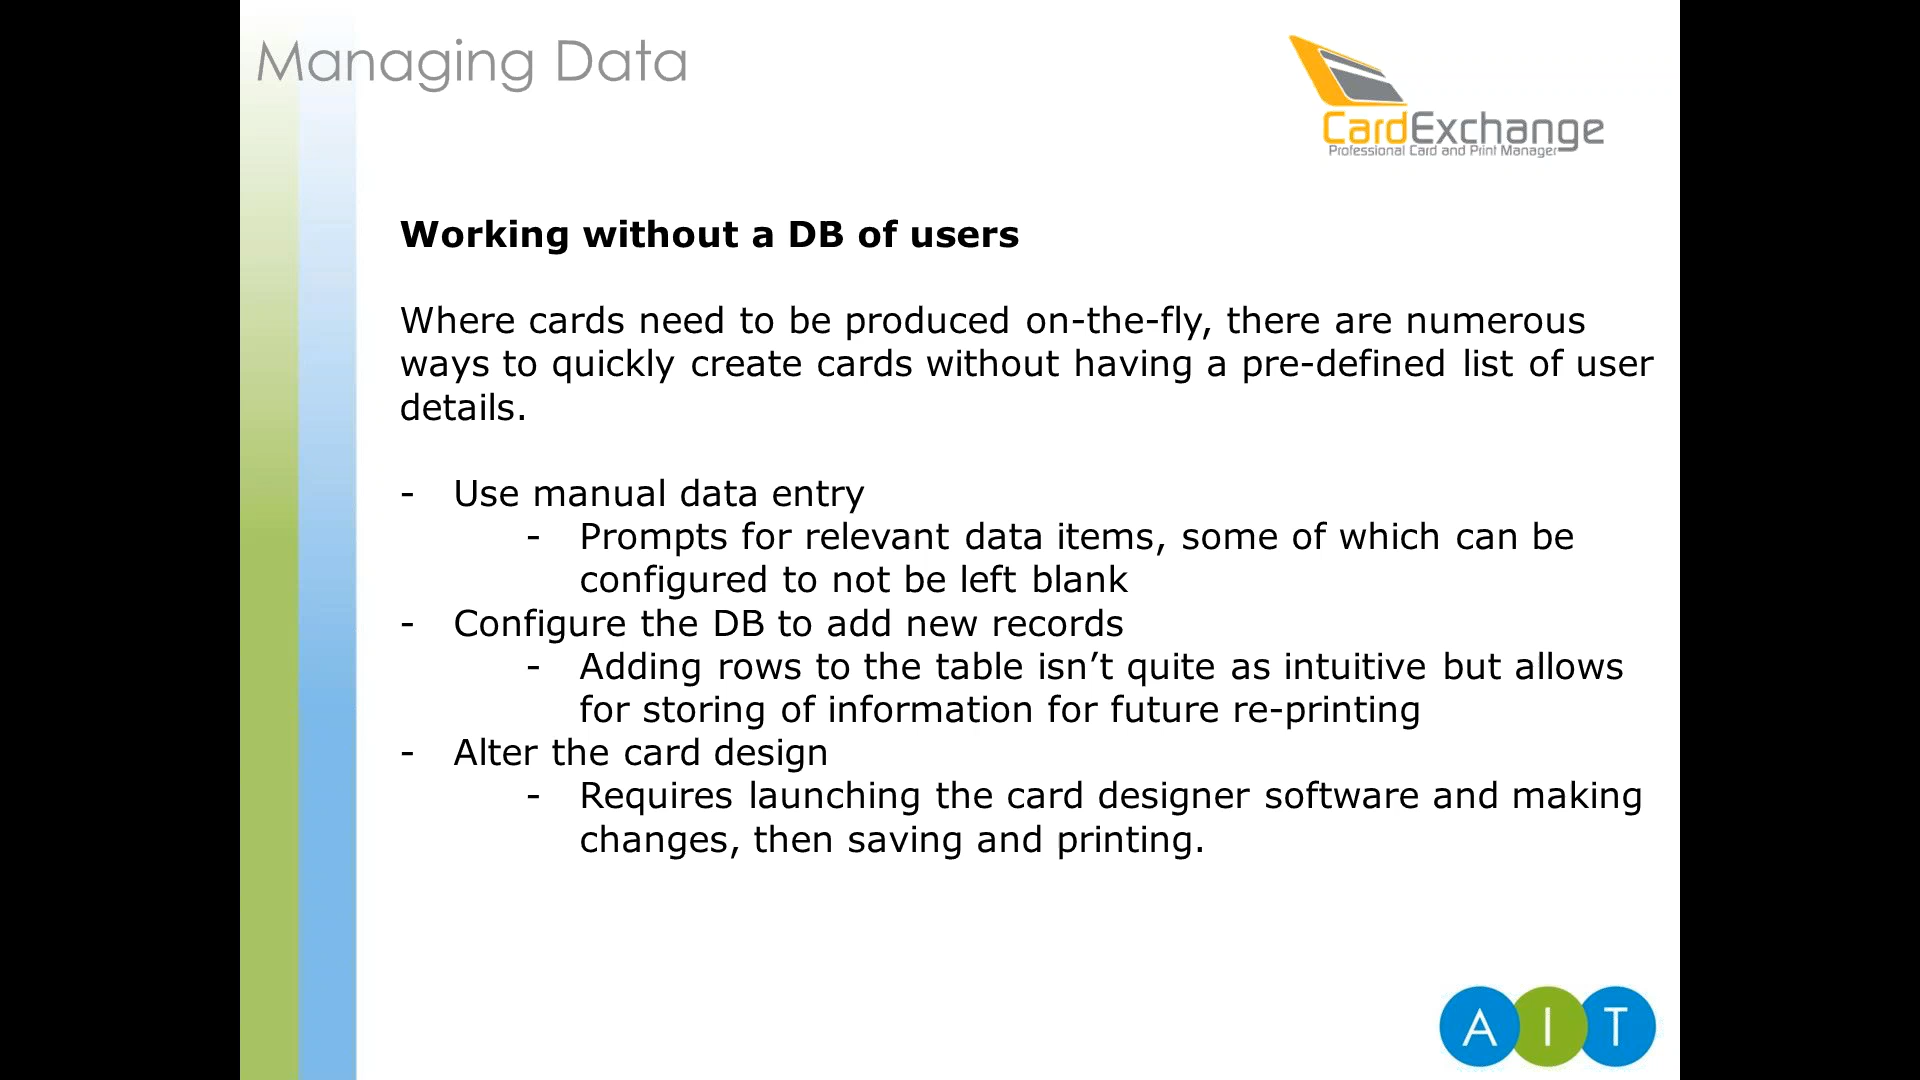 Managing Data
CardExchange
Professional Card and Print Manager
Working without a DB of users
Where cards need to be produced on-the-fly, there are numerous
ways to quickly create cards without having a pre-defined list of user
details.
- Use manual data entry
- Prompts for relevant data items, some of which can be
configured to not be left blank
- Configure the DB to add new records
- Adding rows to the table isn’t quite as intuitive but allows
for storing of information for future re-printing
- Alter the card design
- Requires launching the card designer software and making
changes, then saving and printing.
A I T